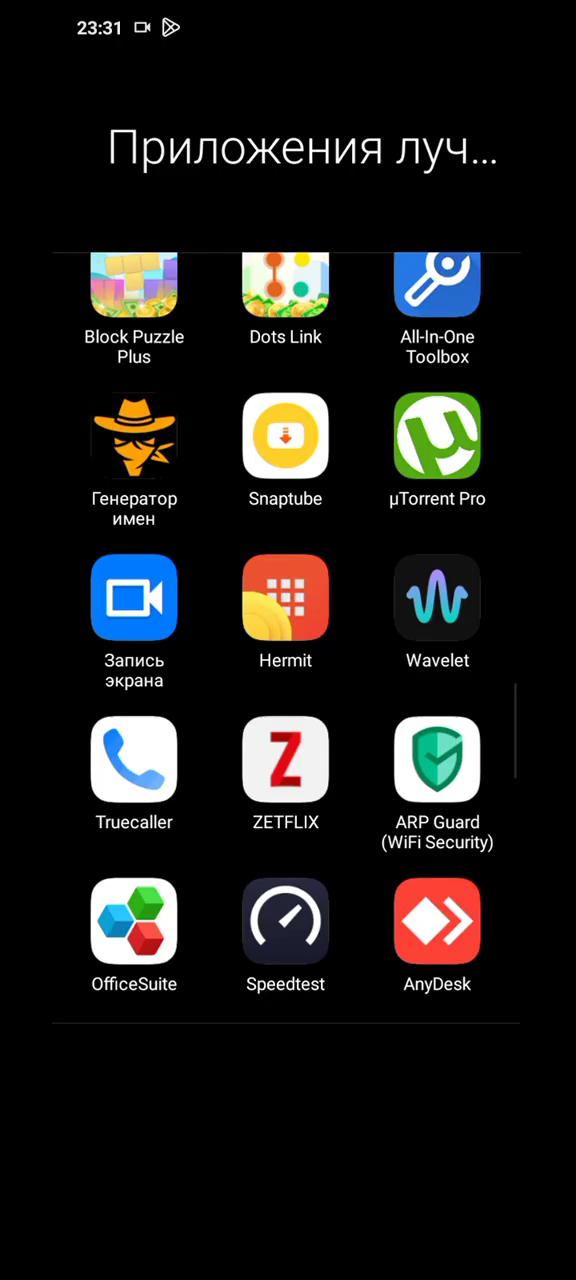 23:31
Приложения луч...
Block Puzzle
Plus
Dots Link
All-In-One
Toolbox
Генератор
имен
Snaptube
µTorrent Pro
Запись
экрана
Hermit
Wavelet
Truecaller
ZETFLIX
ARP Guard
(WiFi Security)
OfficeSuite
Speedtest
AnyDesk